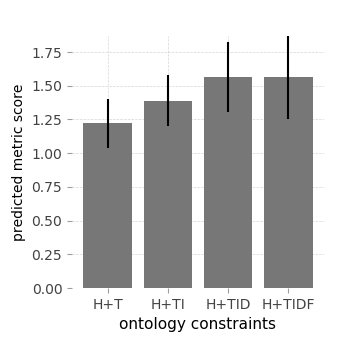 predicted metric score
1.75
1.50
1.25
1.00
0.75
0.50
0.25
0.00
H+T H+TI H+TID H+TIDF
ontology constraints